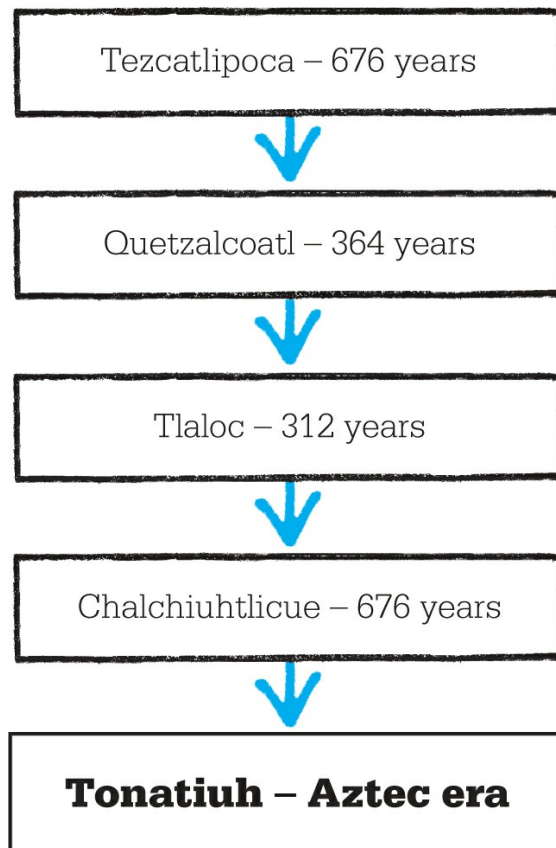 Tezcatlipoca – 676 years
Quetzalcoatl – 364 years
Tlaloc – 312 years
Chalchiuhtlicue – 676 years
Tonatiuh – Aztec era